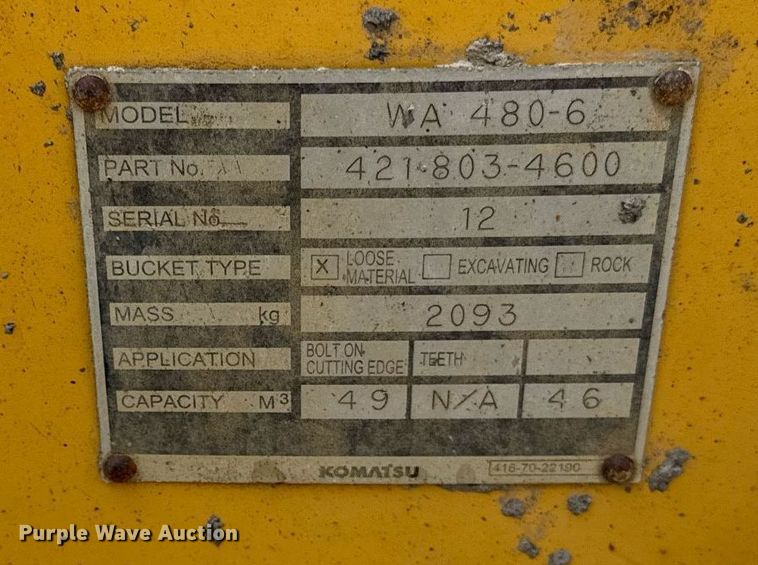 MODEL WA 480-6
PART No. 421-803-4600
SERIAL No. 12
BUCKET TYPE X LOOSE MATERIAL EXCAVATING ROCK
MASS kg 2093
APPLICATION BOLT ON CUTTING EDGE TEETH
CAPACITY M³ 4 9 N/A 4 6
KOMATSU 416-70-22190
Purple Wave Auction